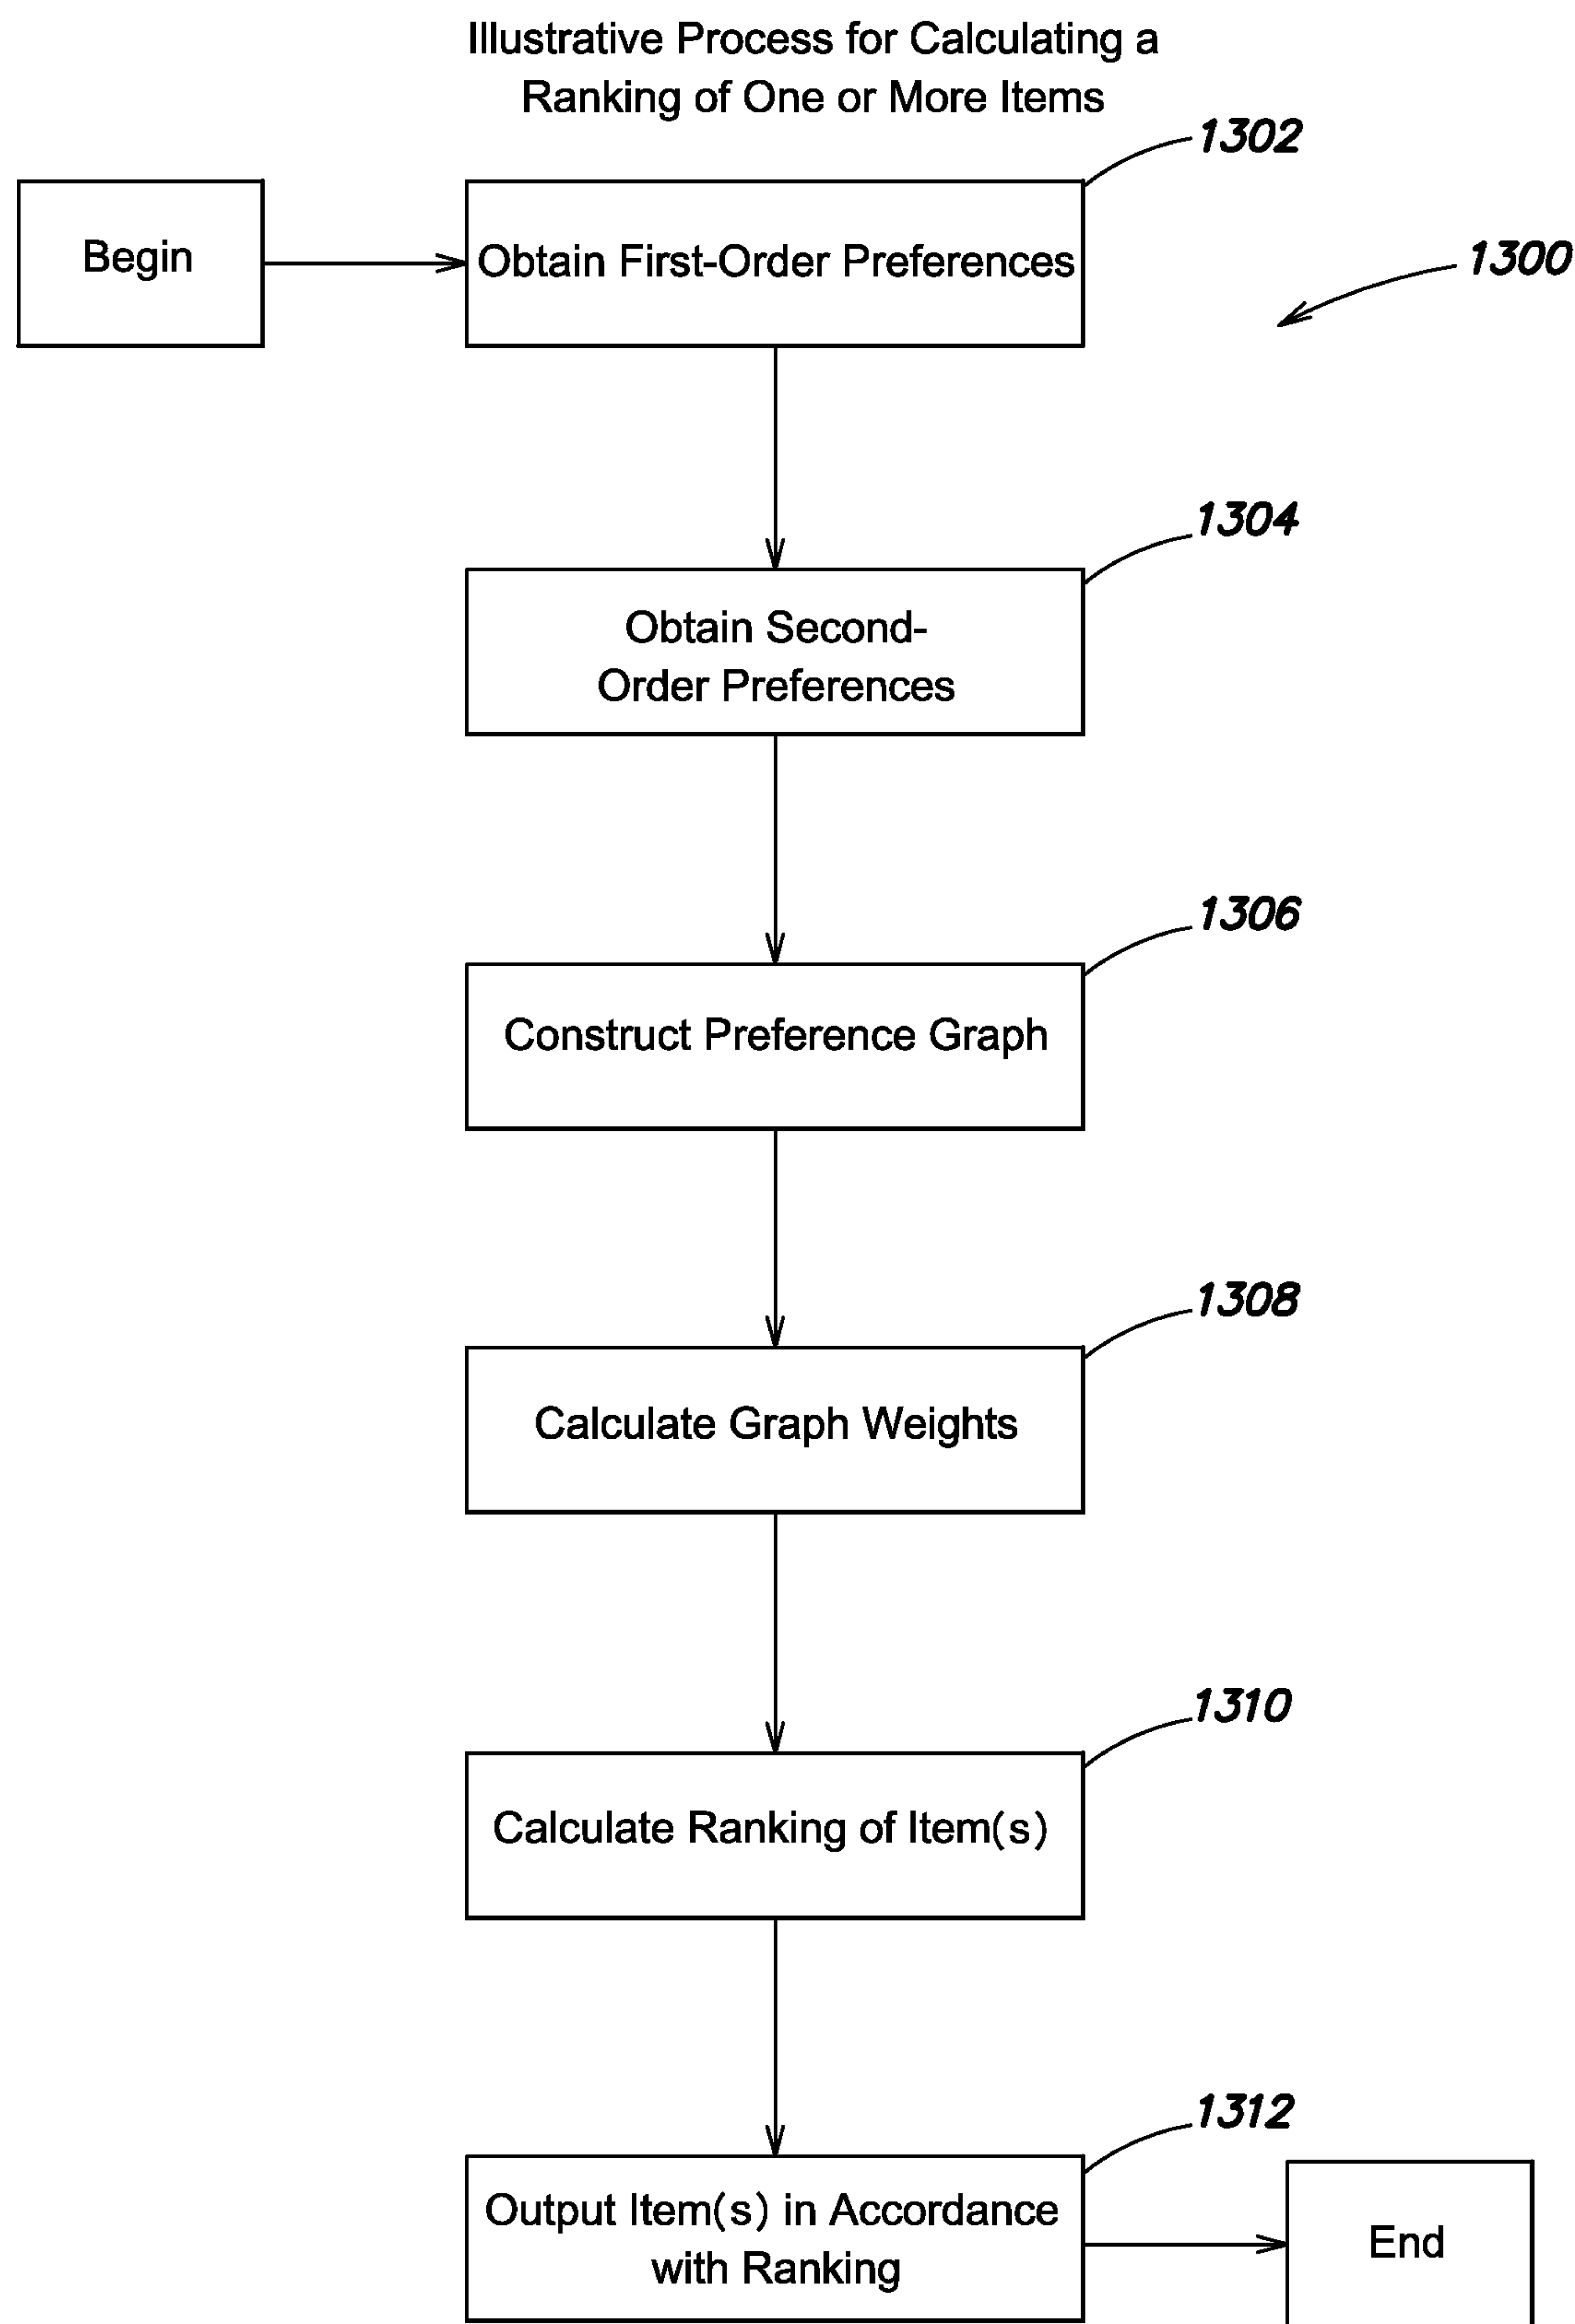 Illustrative Process for Calculating a
Ranking of One or More Items
1302
Begin
Obtain First-Order Preferences
1300
1304
Obtain Second-
Order Preferences
1306
Construct Preference Graph
1308
Calculate Graph Weights
1310
Calculate Ranking of Item(s)
1312
Output Item(s) in Accordance
with Ranking
End